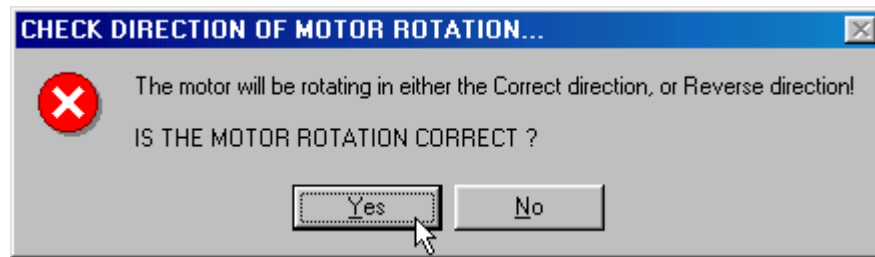 CHECK DIRECTION OF MOTOR ROTATION...
The motor will be rotating in either the Correct direction, or Reverse direction!
IS THE MOTOR ROTATION CORRECT ?
Yes No